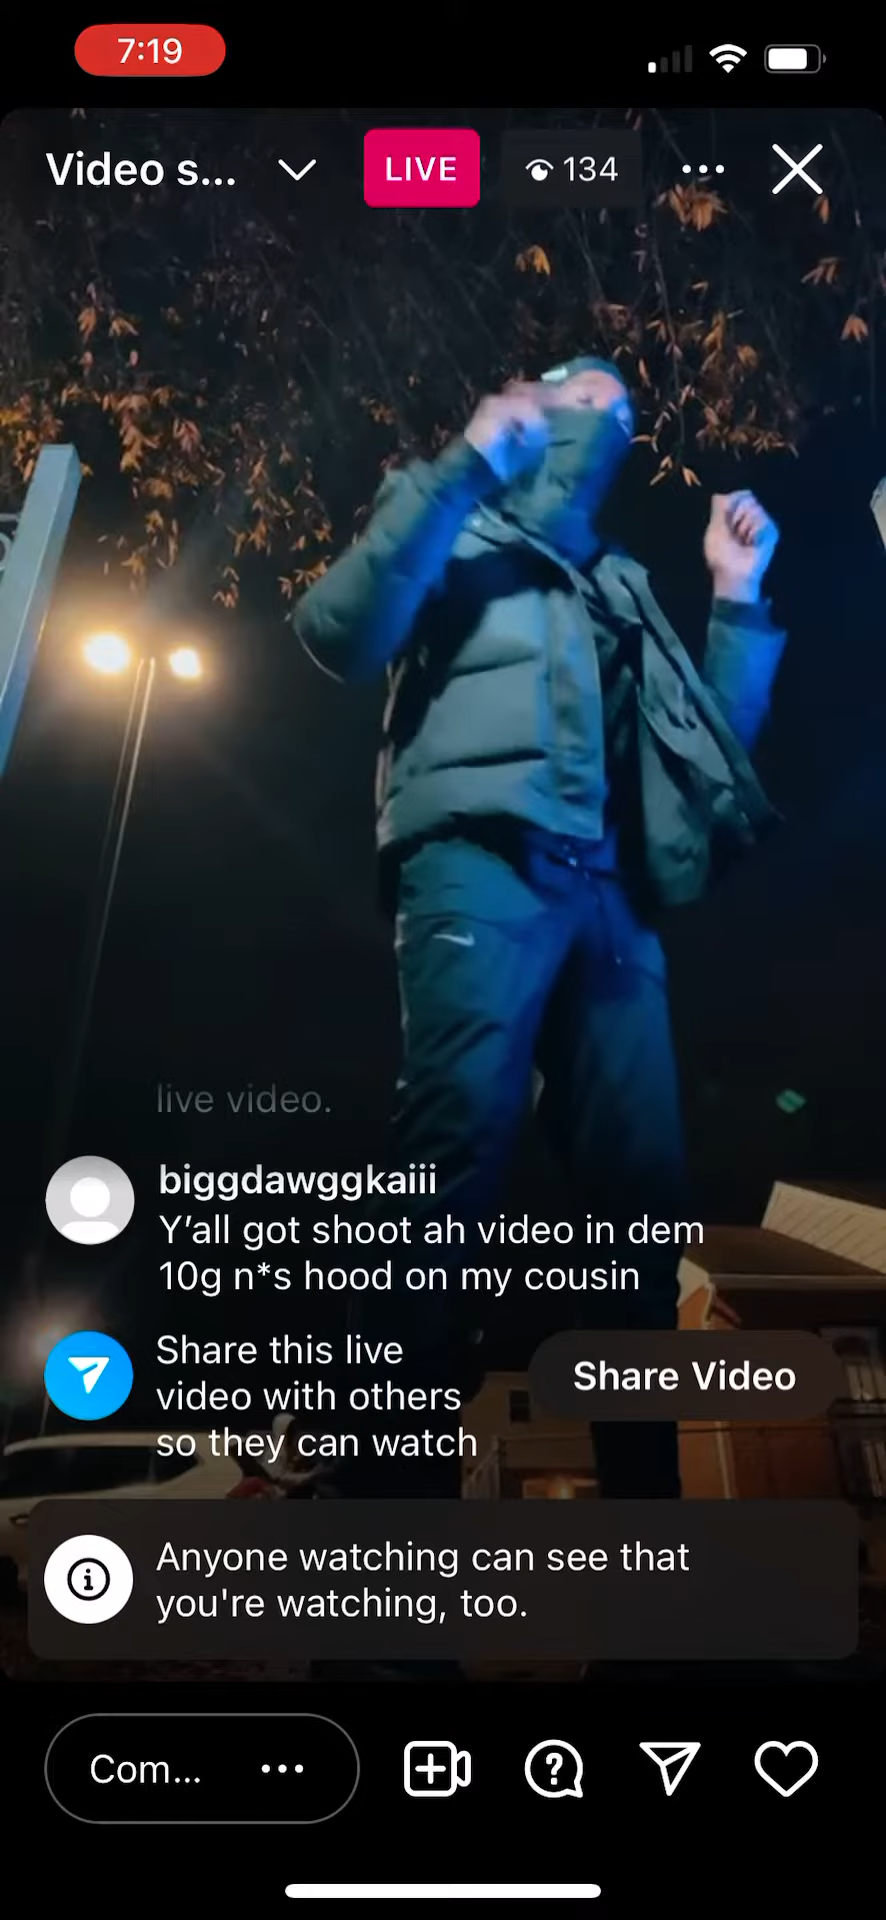 7:19
Video s...
LIVE
134
live video.
biggdawggkaiii
Y’all got shoot ah video in dem
10g n*s hood on my cousin
Share this live
video with others
so they can watch
Share Video
Anyone watching can see that
you're watching, too.
Com...